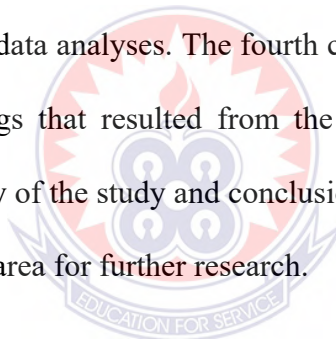 data analyses. The fourth c
gs that resulted from the
y of the study and conclusi
area for further research.
EDUCATION FOR SERVICE